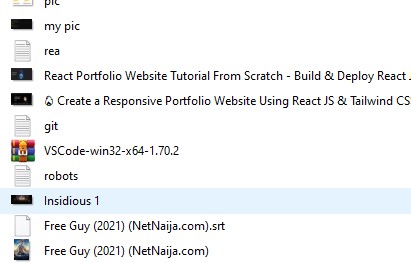 pic
my pic
rea
React Portfolio Website Tutorial From Scratch - Build & Deploy React
Create a Responsive Portfolio Website Using React JS & Tailwind CS
git
VSCode-win32-x64-1.70.2
robots
Insidious 1
Free Guy (2021) (NetNaija.com).srt
Free Guy (2021) (NetNaija.com)